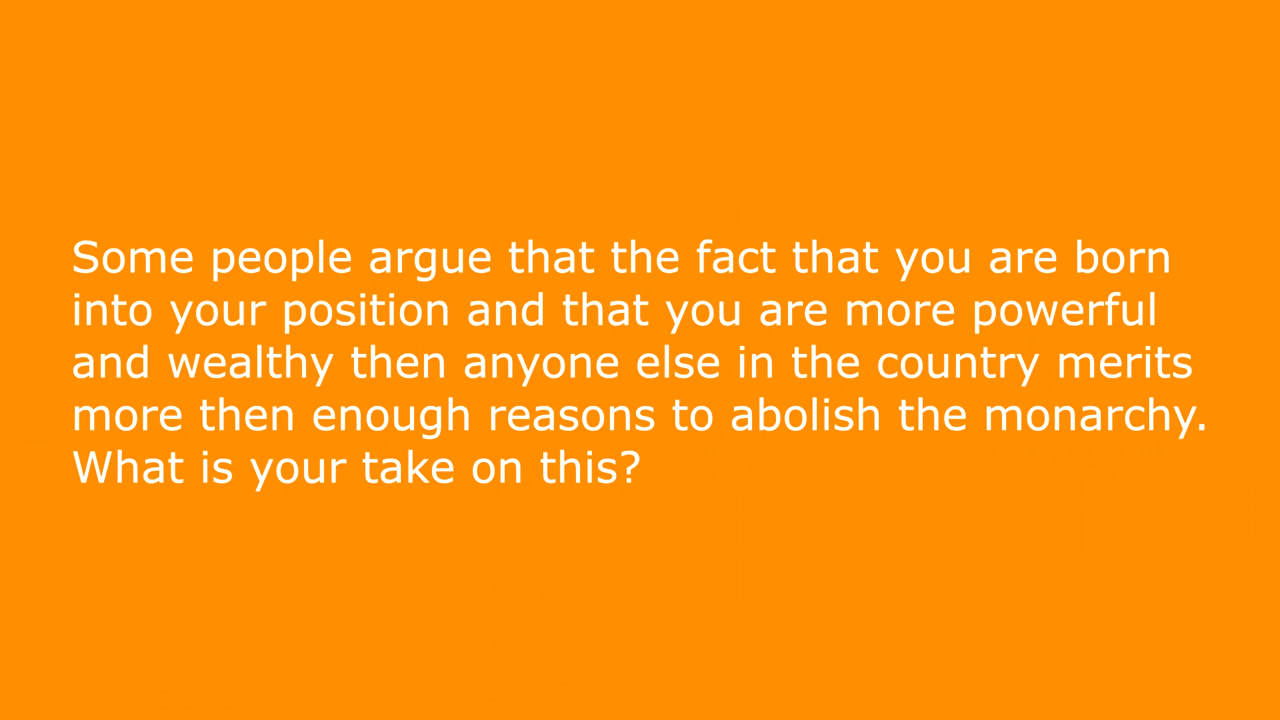 Some people argue that the fact that you are born
into your position and that you are more powerful
and wealthy then anyone else in the country merits
more then enough reasons to abolish the monarchy.
What is your take on this?